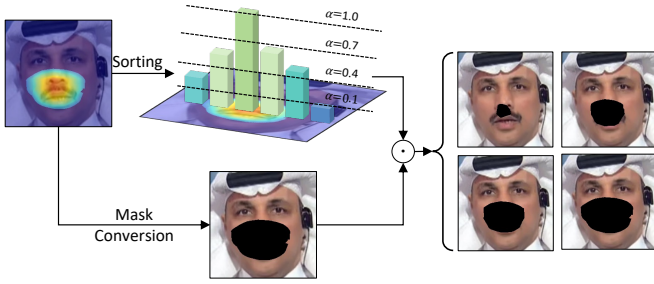 α=1.0
α=0.7
Sorting
α=0.4
α=0.1
Mask
Conversion